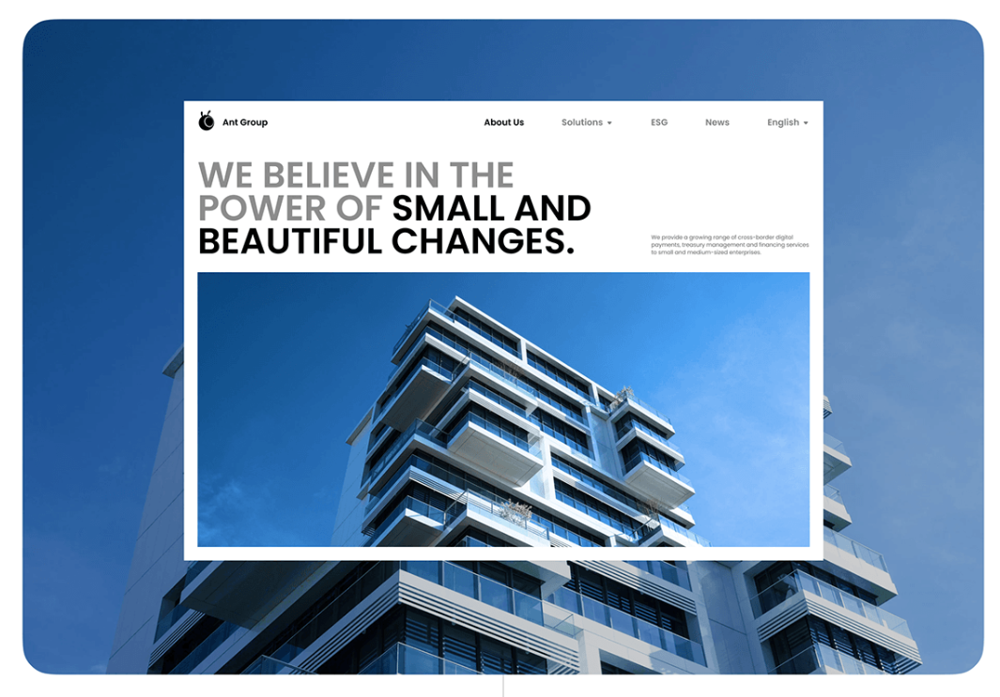 Ant Group
About Us
Solutions
ESG
News
English
WE BELIEVE IN THE
POWER OF SMALL AND
BEAUTIFUL CHANGES.
We provide a growing range of cross-border digital
payments, treasury management and financing services
to small and medium-sized enterprises.